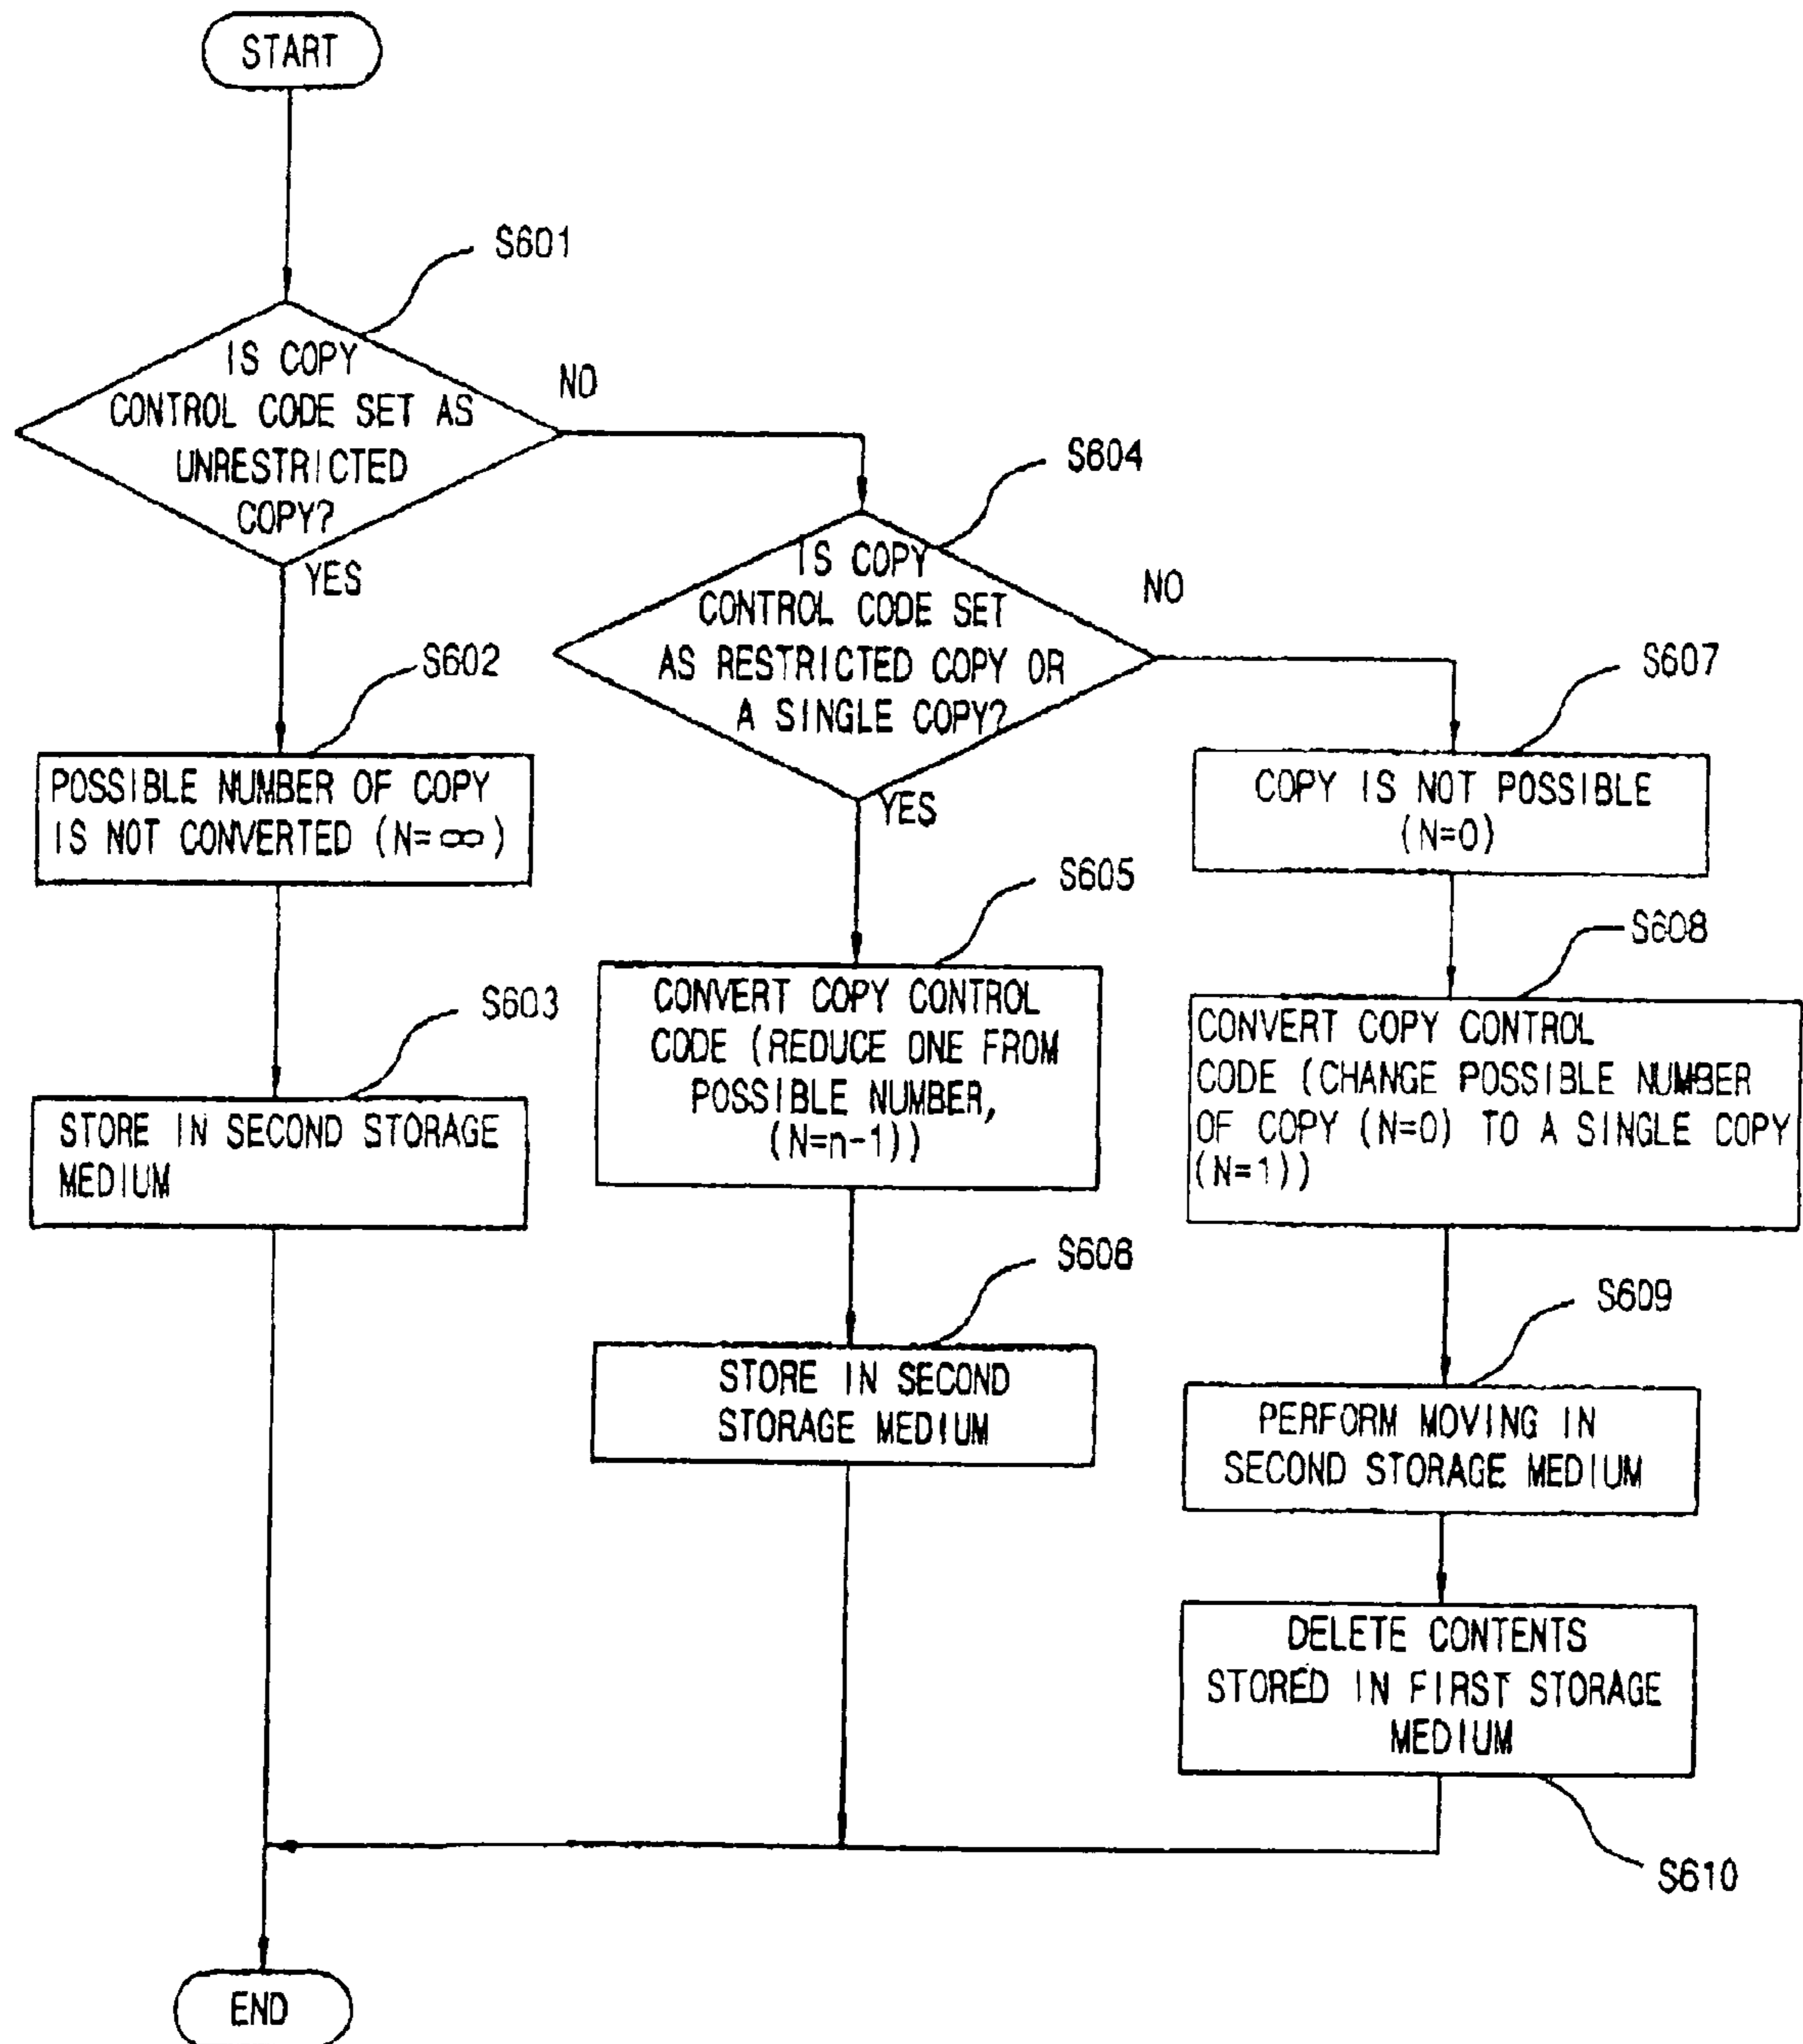 START
S601
IS COPY
CONTROL CODE SET AS
UNRESTRICTED
COPY?
NO
YES
S604
IS COPY
CONTROL CODE SET
AS RESTRICTED COPY OR
A SINGLE COPY?
NO
YES
S602
POSSIBLE NUMBER OF COPY
IS NOT CONVERTED (N=∞)
S607
COPY IS NOT POSSIBLE
(N=0)
S603
STORE IN SECOND STORAGE
MEDIUM
S605
CONVERT COPY CONTROL
CODE (REDUCE ONE FROM
POSSIBLE NUMBER,
(N=n-1))
S608
CONVERT COPY CONTROL
CODE (CHANGE POSSIBLE NUMBER
OF COPY (N=0) TO A SINGLE COPY
(N=1))
S606
STORE IN SECOND
STORAGE MEDIUM
S609
PERFORM MOVING IN
SECOND STORAGE MEDIUM
DELETE CONTENTS
STORED IN FIRST STORAGE
MEDIUM
S610
END